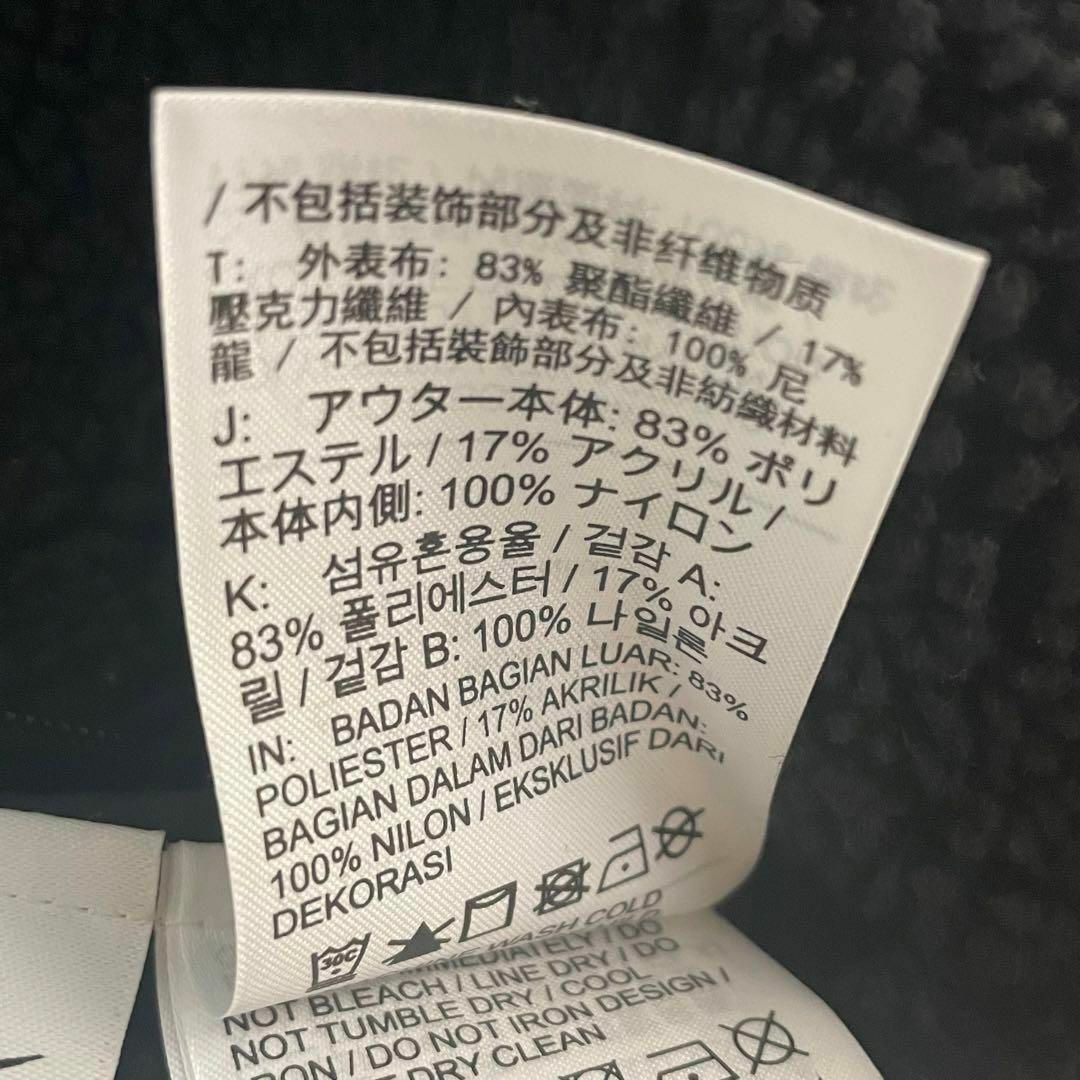 / 不包括装饰部分及非纤维物质
T: 外表布: 83% 聚酯纖維 / 17%
壓克力纖維 / 內表布: 100% 尼
龍 / 不包括裝飾部分及非紡織材料
J: アウター本体: 83% ポリ
エステル / 17% アクリル /
本体内側: 100% ナイロン
K: 섬유혼용율 / 겉감 A:
83% 폴리에스터 / 17% 아크
릴 / 겉감 B: 100% 나일론
IN: BADAN BAGIAN LUAR: 83%
POLIESTER / 17% AKRILIK /
BAGIAN DALAM DARI BADAN:
100% NILON / EKSKLUSIF DARI
DEKORASI
30C
WASH COLD
IMMEDIATELY / DO
NOT BLEACH / LINE DRY / DO
NOT TUMBLE DRY / COOL
IRON / DO NOT IRON DESIGN /
DRY CLEAN